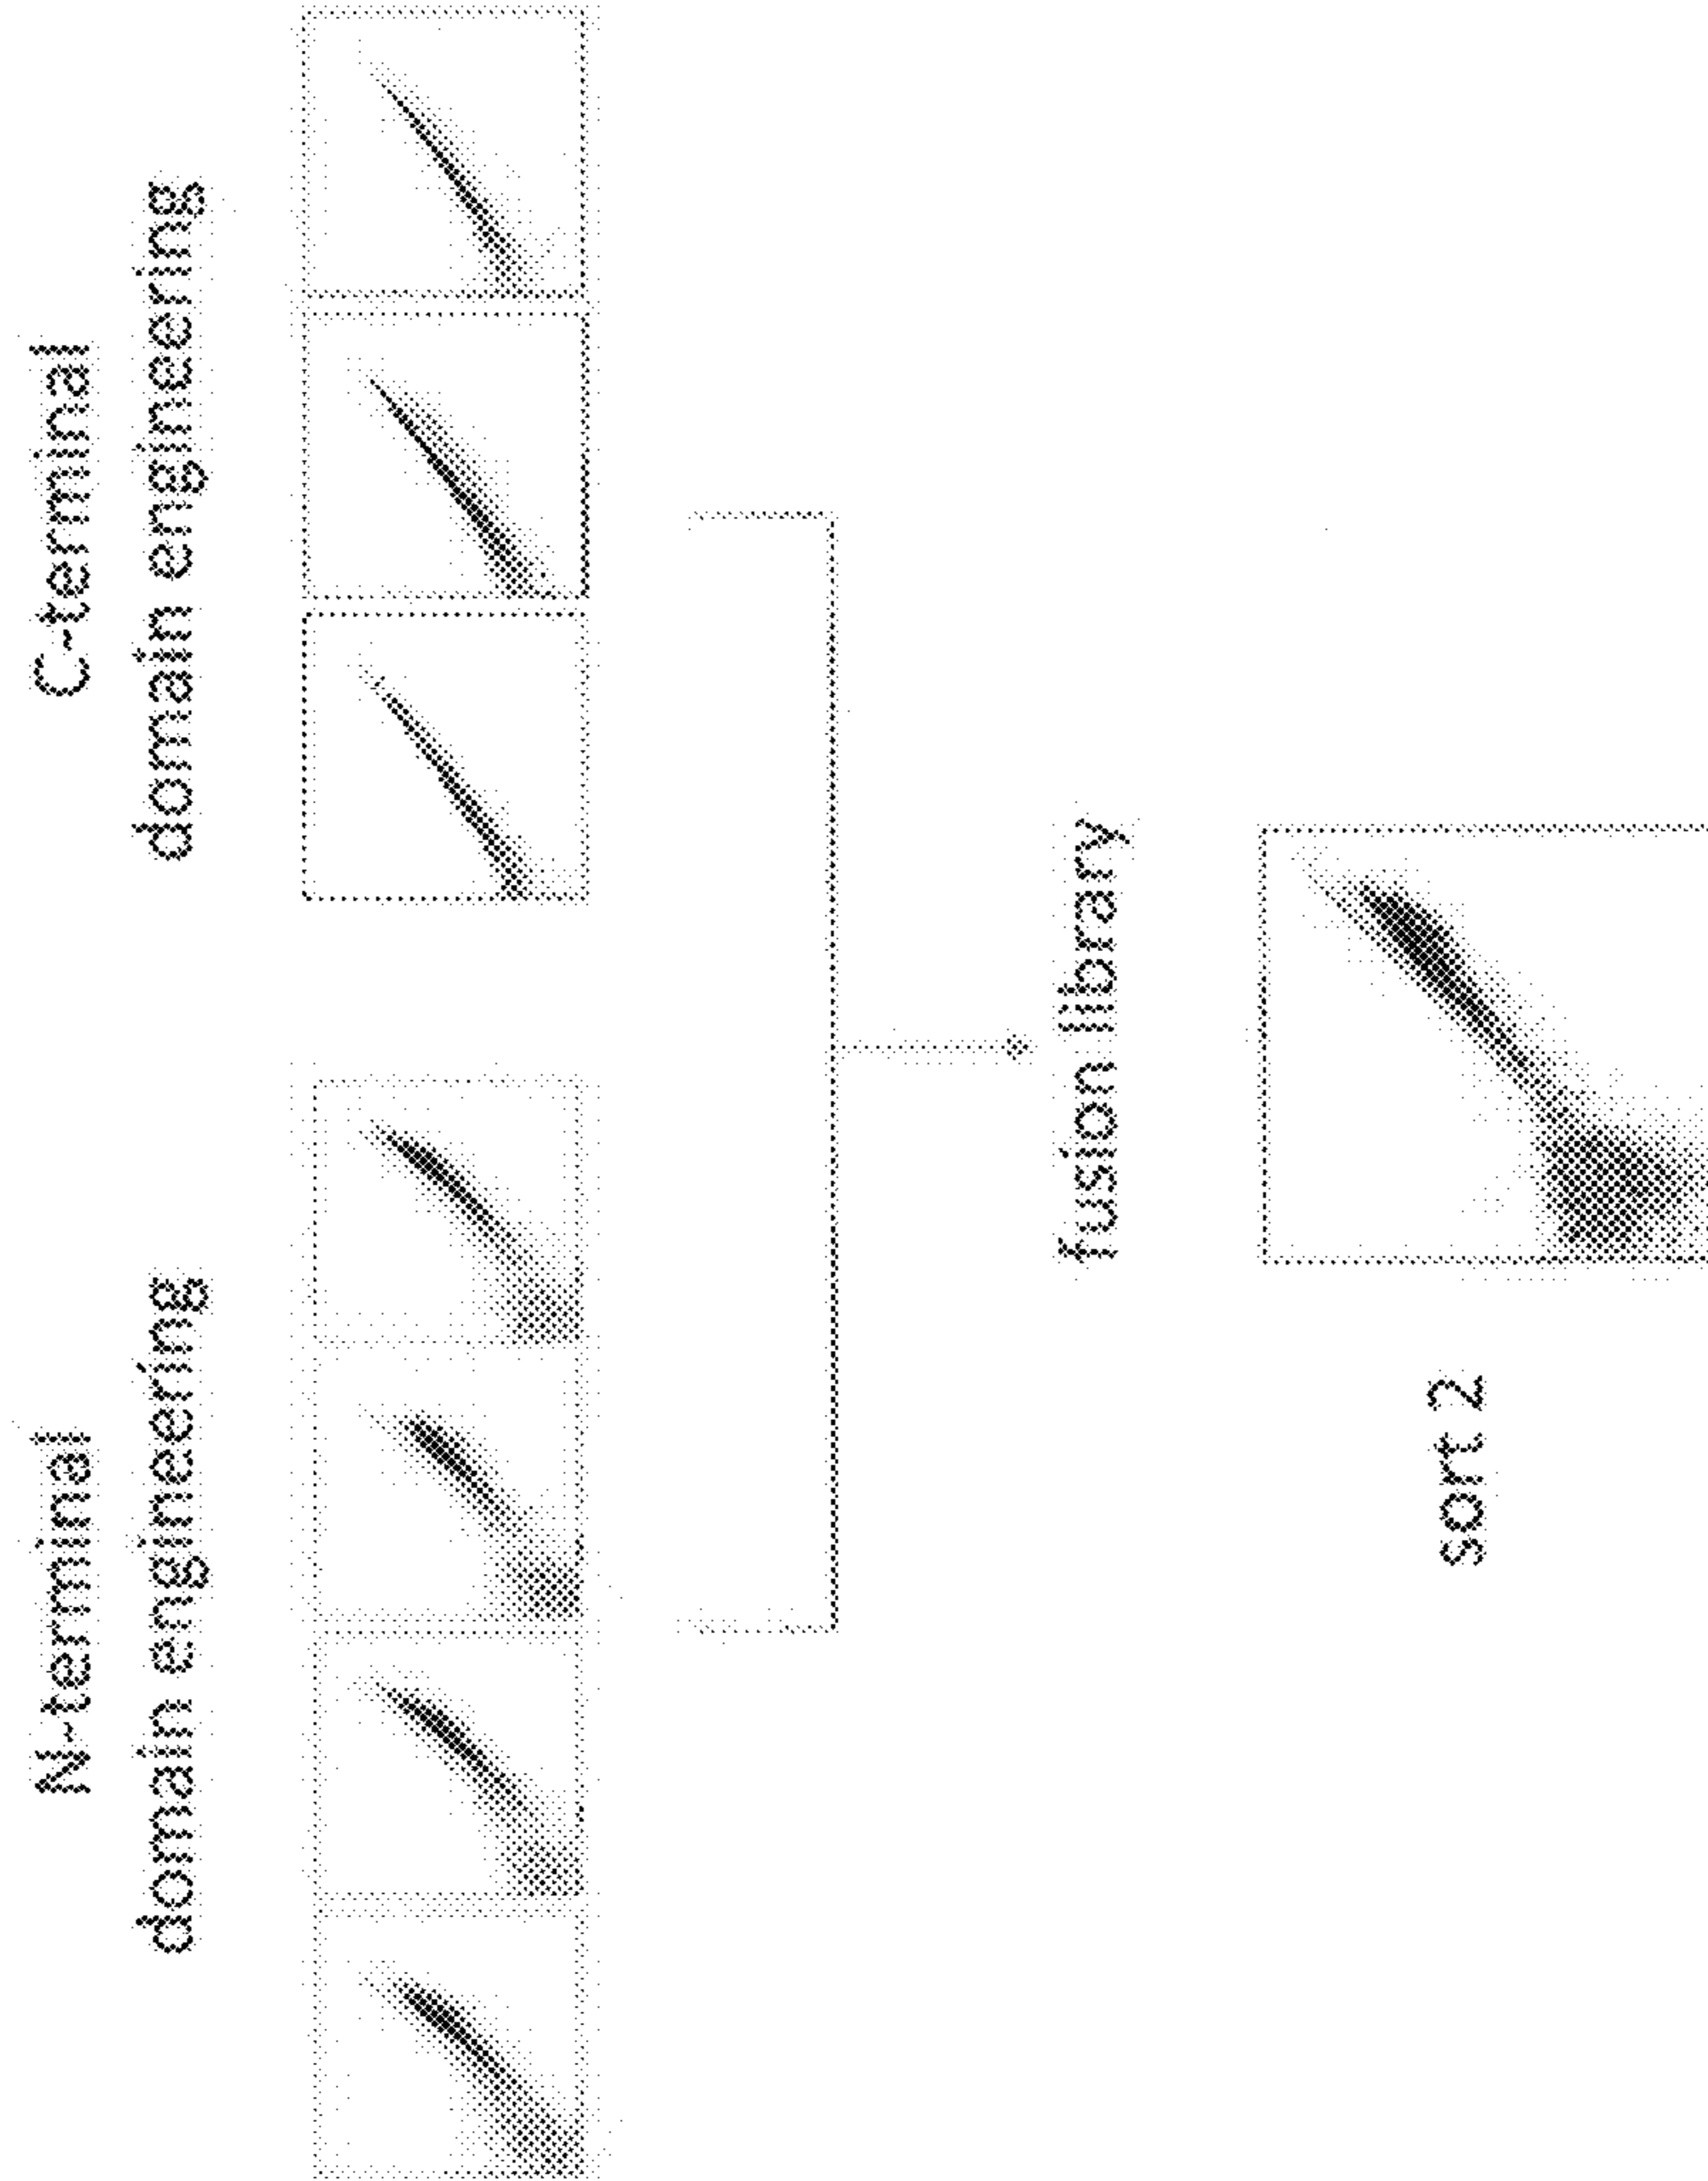 N-terminal
domain engineering
C-terminal
domain engineering
fusion library
sort 2